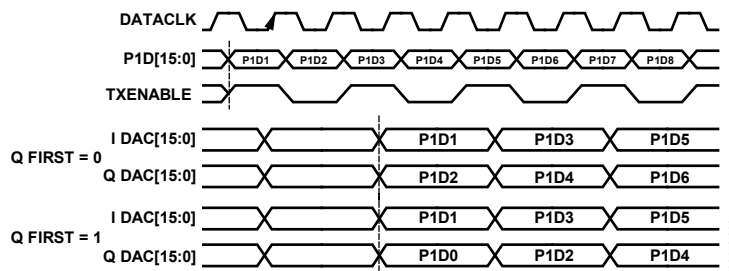 DATACLK
P1D[15:0] P1D1 P1D2 P1D3 P1D4 P1D5 P1D6 P1D7 P1D8
TXENABLE
Q FIRST = 0
I DAC[15:0] P1D1 P1D3 P1D5
Q DAC[15:0] P1D2 P1D4 P1D6
Q FIRST = 1
I DAC[15:0] P1D1 P1D3 P1D5
Q DAC[15:0] P1D0 P1D2 P1D4